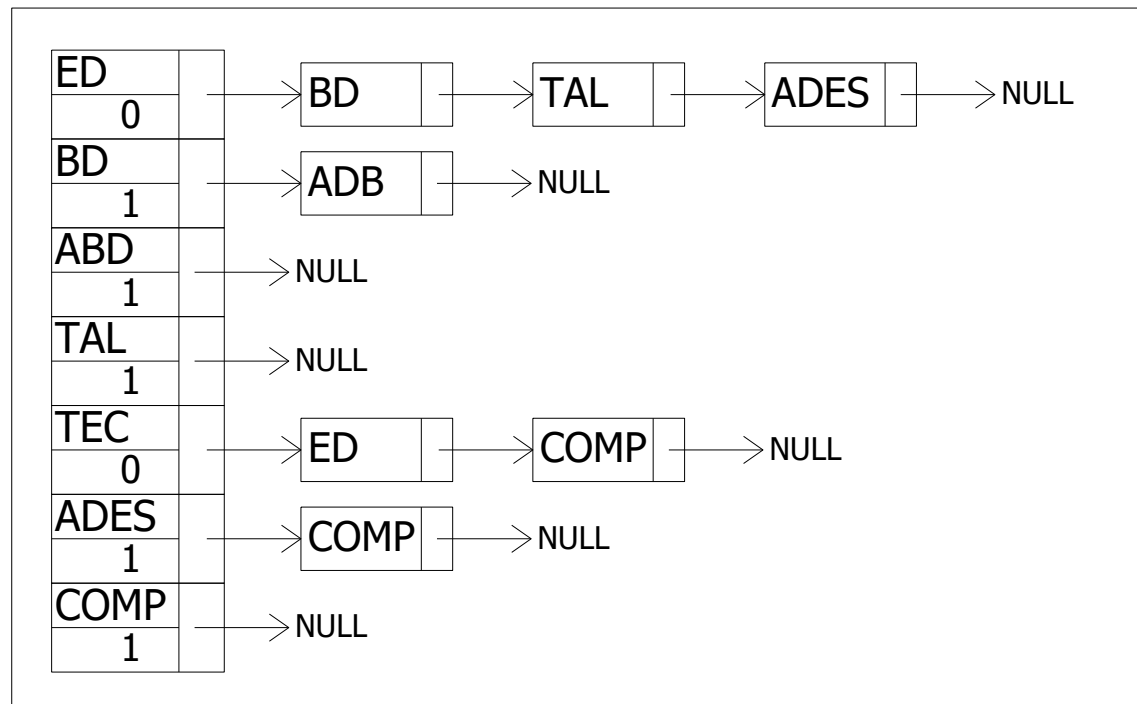 ED
0
BD
TAL
ADES
NULL
BD
1
ADB
NULL
ABD
1
NULL
TAL
1
NULL
TEC
0
ED
COMP
NULL
ADES
1
COMP
NULL
COMP
1
NULL